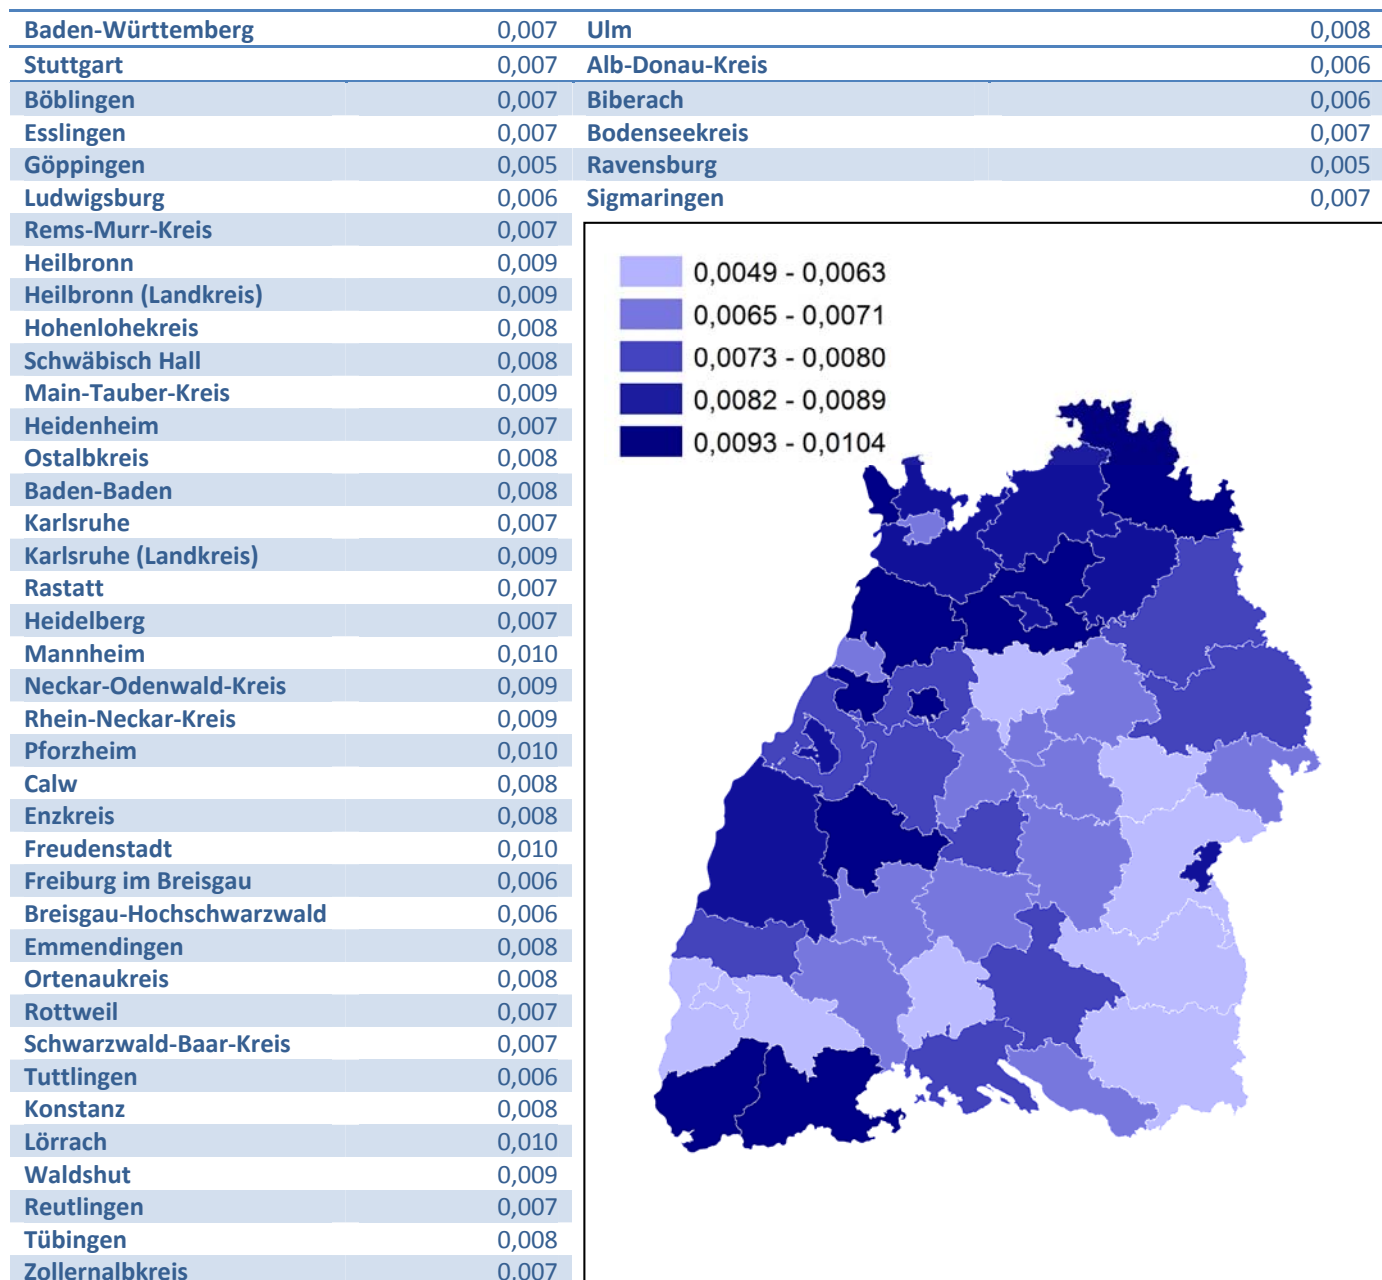 Baden-Württemberg 0,007
Stuttgart 0,007
Böblingen 0,007
Esslingen 0,007
Göppingen 0,005
Ludwigsburg 0,006
Rems-Murr-Kreis 0,007
Heilbronn 0,009
Heilbronn (Landkreis) 0,009
Hohenlohekreis 0,008
Schwäbisch Hall 0,008
Main-Tauber-Kreis 0,009
Heidenheim 0,007
Ostalbkreis 0,008
Baden-Baden 0,008
Karlsruhe 0,007
Karlsruhe (Landkreis) 0,009
Rastatt 0,007
Heidelberg 0,007
Mannheim 0,010
Neckar-Odenwald-Kreis 0,009
Rhein-Neckar-Kreis 0,009
Pforzheim 0,010
Calw 0,008
Enzkreis 0,008
Freudenstadt 0,010
Freiburg im Breisgau 0,006
Breisgau-Hochschwarzwald 0,006
Emmendingen 0,008
Ortenaukreis 0,008
Rottweil 0,007
Schwarzwald-Baar-Kreis 0,007
Tuttlingen 0,006
Konstanz 0,008
Lörrach 0,010
Waldshut 0,009
Reutlingen 0,007
Tübingen 0,008
Zollernalbkreis 0,007
Ulm 0,008
Alb-Donau-Kreis 0,006
Biberach 0,006
Bodenseekreis 0,007
Ravensburg 0,005
Sigmaringen 0,007
0,0049 - 0,0063
0,0065 - 0,0071
0,0073 - 0,0080
0,0082 - 0,0089
0,0093 - 0,0104